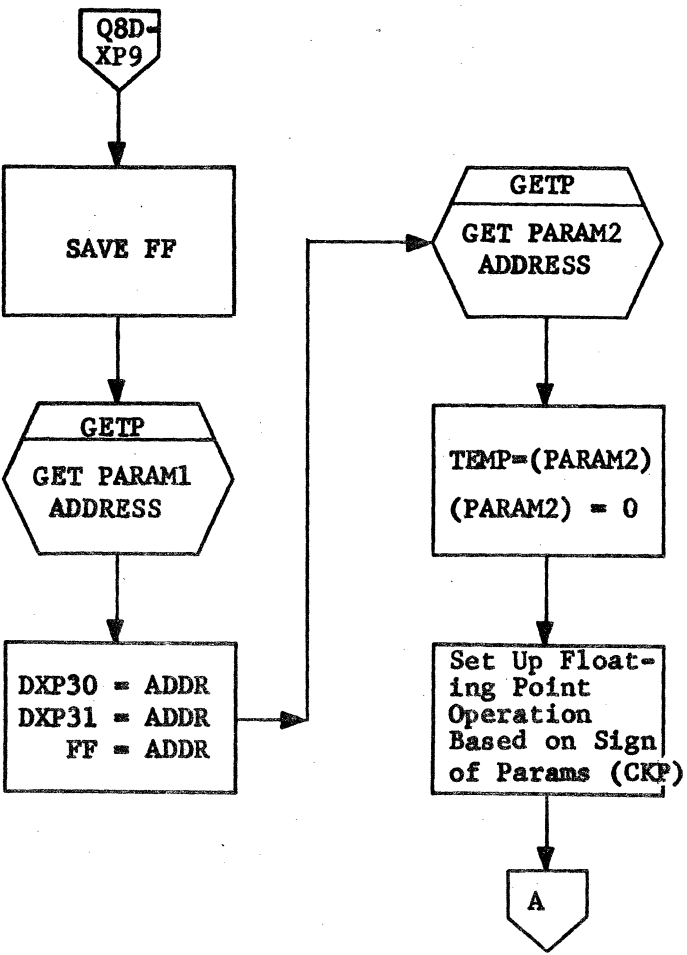 Q8D-
XP9
SAVE FF
GETP
GET PARAM1
ADDRESS
DXP30 = ADDR
DXP31 = ADDR
FF = ADDR
GETP
GET PARAM2
ADDRESS
TEMP=(PARAM2)
(PARAM2) = 0
Set Up Float-
ing Point
Operation
Based on Sign
of Params (CKP)
A